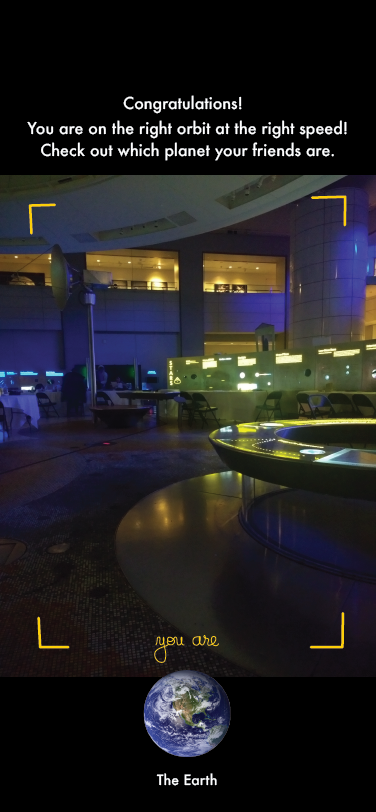 Congratulations!
You are on the right orbit at the right speed!
Check out which planet your friends are.
STARS
you are
The Earth